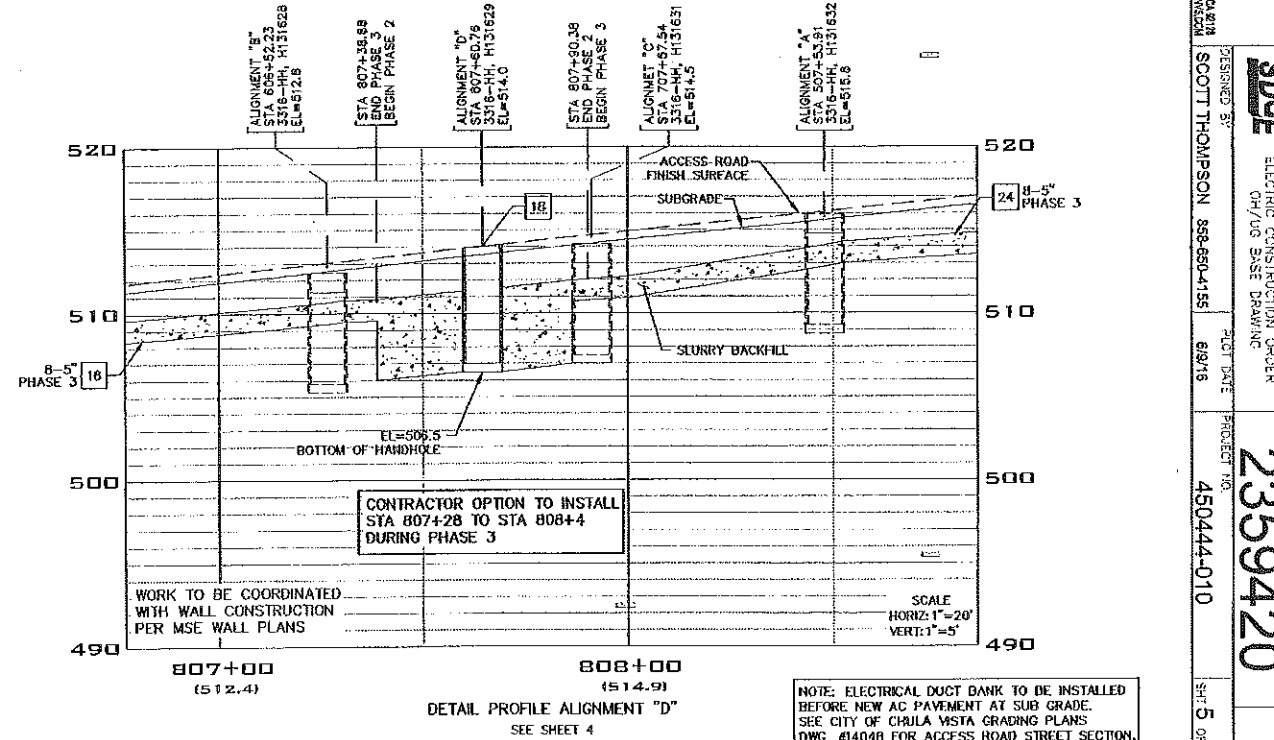 ALIGNMENT "B"
STA 606+52.23
3316-HH, H131628
EL=512.8
STA 807+38.88
END PHASE 3
BEGIN PHASE 2
ALIGNMENT "D"
STA 807+60.76
3316-HH, H131629
EL=514.0
STA 807+90.38
END PHASE 2
BEGIN PHASE 3
ALIGNMET "C"
STA 707+57.54
3316-HH, H131631
EL=514.5
ALIGNMENT "A"
STA 507+53.91
3316-HH, H131632
EL=515.8
520
520
ACCESS ROAD
FINISH SURFACE
SUBGRADE
18
24
8-5"
PHASE 3
510
510
SLURRY BACKFILL
8-5"
PHASE 3
16
EL=506.5
BOTTOM OF HANDHOLE
500
500
CONTRACTOR OPTION TO INSTALL
STA 807+28 TO STA 808+4
DURING PHASE 3
WORK TO BE COORDINATED
WITH WALL CONSTRUCTION
PER MSE WALL PLANS
SCALE
HORIZ:1"=20'
VERT:1"=5'
490
490
807+00
(512.4)
808+00
(514.9)
DETAIL PROFILE ALIGNMENT "D"
SEE SHEET 4
NOTE: ELECTRICAL DUCT BANK TO BE INSTALLED
BEFORE NEW AC PAVEMENT AT SUB GRADE.
SEE CITY OF CHULA VISTA GRADING PLANS
DWG. #14048 FOR ACCESS ROAD STREET SECTION.
CA 92128
SDGE
ELECTRIC CONSTRUCTION ORDER
OH/UG BASE DRAWING
2359420
DESIGNED BY
SCOTT THOMPSON 858-650-4155
PLOT DATE
6/9/16
PROJECT NO.
450444-010
SHT 5 OF